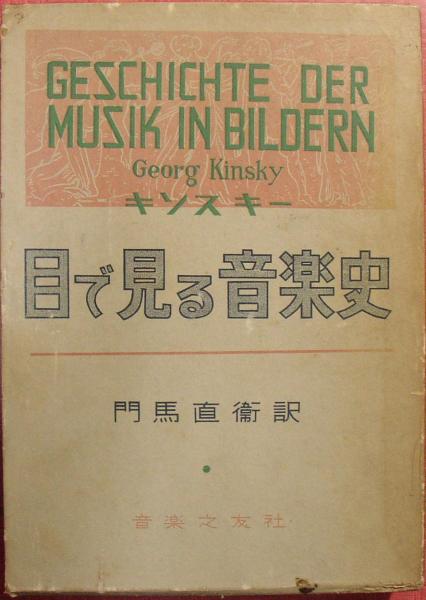 GESCHICHTE DER
MUSIK IN BILDERN
Georg Kinsky
キンスキー
目で見る音楽史
門馬直衞訳
音楽之友社